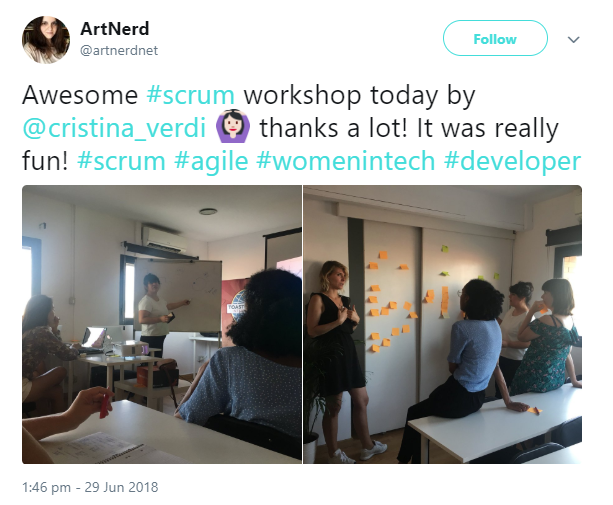 ArtNerd
@artnerdnet
Follow
Awesome #scrum workshop today by
@cristina_verdi 🙆🏻 thanks a lot! It was really
fun! #scrum #agile #womenintech #developer
1:46 pm - 29 Jun 2018